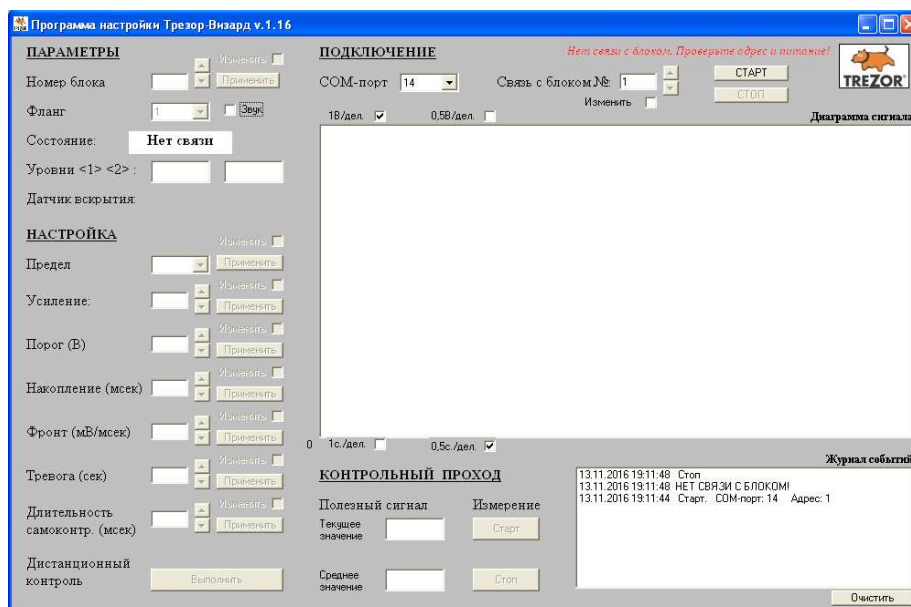 Программа настройки Трезор-Визард v.1.16
ПАРАМЕТРЫ
Изменить
Номер блока
Применить
Фланг
1
Звук
Состояние:
Нет связи
Уровни <1> <2> :
Датчик вскрытия:
НАСТРОЙКА
Изменить
Предел
Применить
Изменить
Усиление:
Применить
Изменить
Порог (В)
Применить
Изменить
Накопление (мсек)
Применить
Изменить
Фронт (мВ/мсек)
Применить
Изменить
Тревога (сек)
Применить
Изменить
Длительность
самоконтр. (мсек)
Применить
Дистанционный
контроль
Выполнить
ПОДКЛЮЧЕНИЕ
Нет связи с блоком. Проверьте адрес и питание!
COM-порт
14
Связь с блоком №:
1
Изменить
СТАРТ
СТОП
TREZOR
1В/дел.
0,5В/дел.
Диаграмма сигнала
0
1с./дел.
0,5с./дел.
КОНТРОЛЬНЫЙ ПРОХОД
Полезный сигнал
Измерение
Текущее
значение
Старт
Среднее
значение
Стоп
Журнал событий
13.11.2016 19:11:48 Стоп
13.11.2016 19:11:48 НЕТ СВЯЗИ С БЛОКОМ!
13.11.2016 19:11:44 Старт. COM-порт: 14 Адрес: 1
Очистить